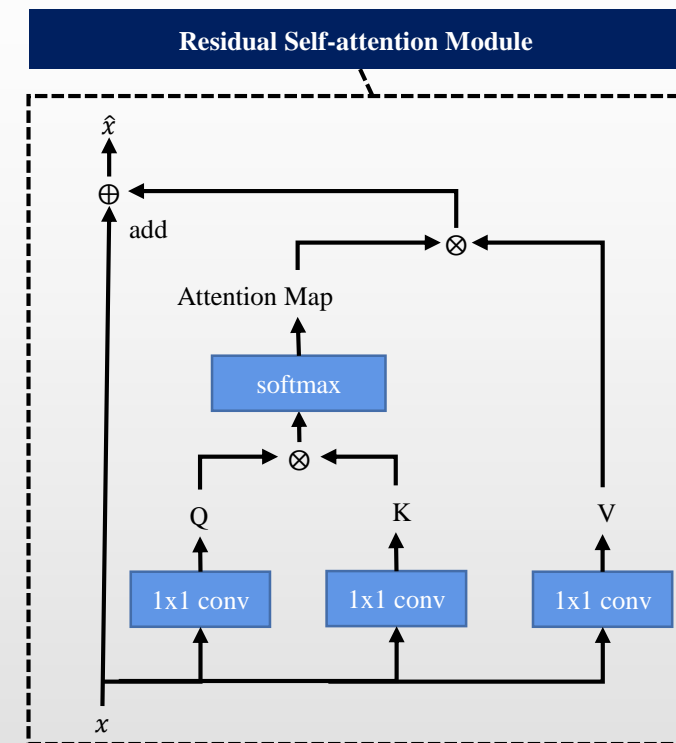 Residual Self-attention Module
x̂
⊕
add
⊗
Attention Map
softmax
⊗
Q K V
1x1 conv 1x1 conv 1x1 conv
x